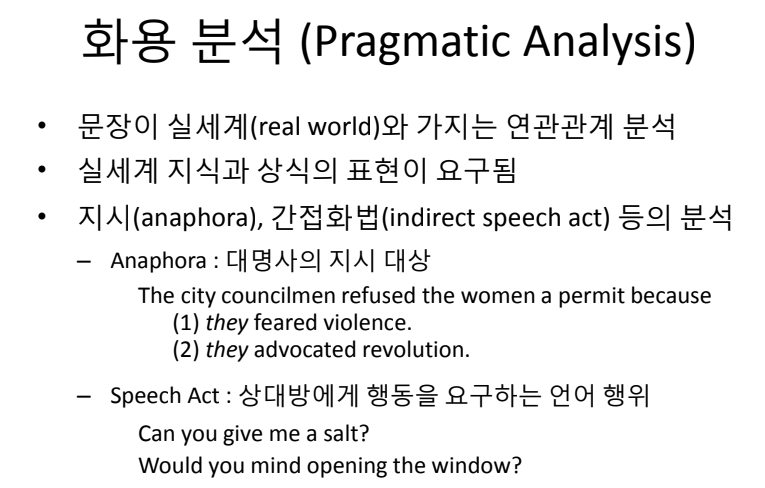 화용 분석 (Pragmatic Analysis)
• 문장이 실세계(real world)와 가지는 연관관계 분석
• 실세계 지식과 상식의 표현이 요구됨
• 지시(anaphora), 간접화법(indirect speech act) 등의 분석
– Anaphora : 대명사의 지시 대상
The city councilmen refused the women a permit because
(1) they feared violence.
(2) they advocated revolution.
– Speech Act : 상대방에게 행동을 요구하는 언어 행위
Can you give me a salt?
Would you mind opening the window?